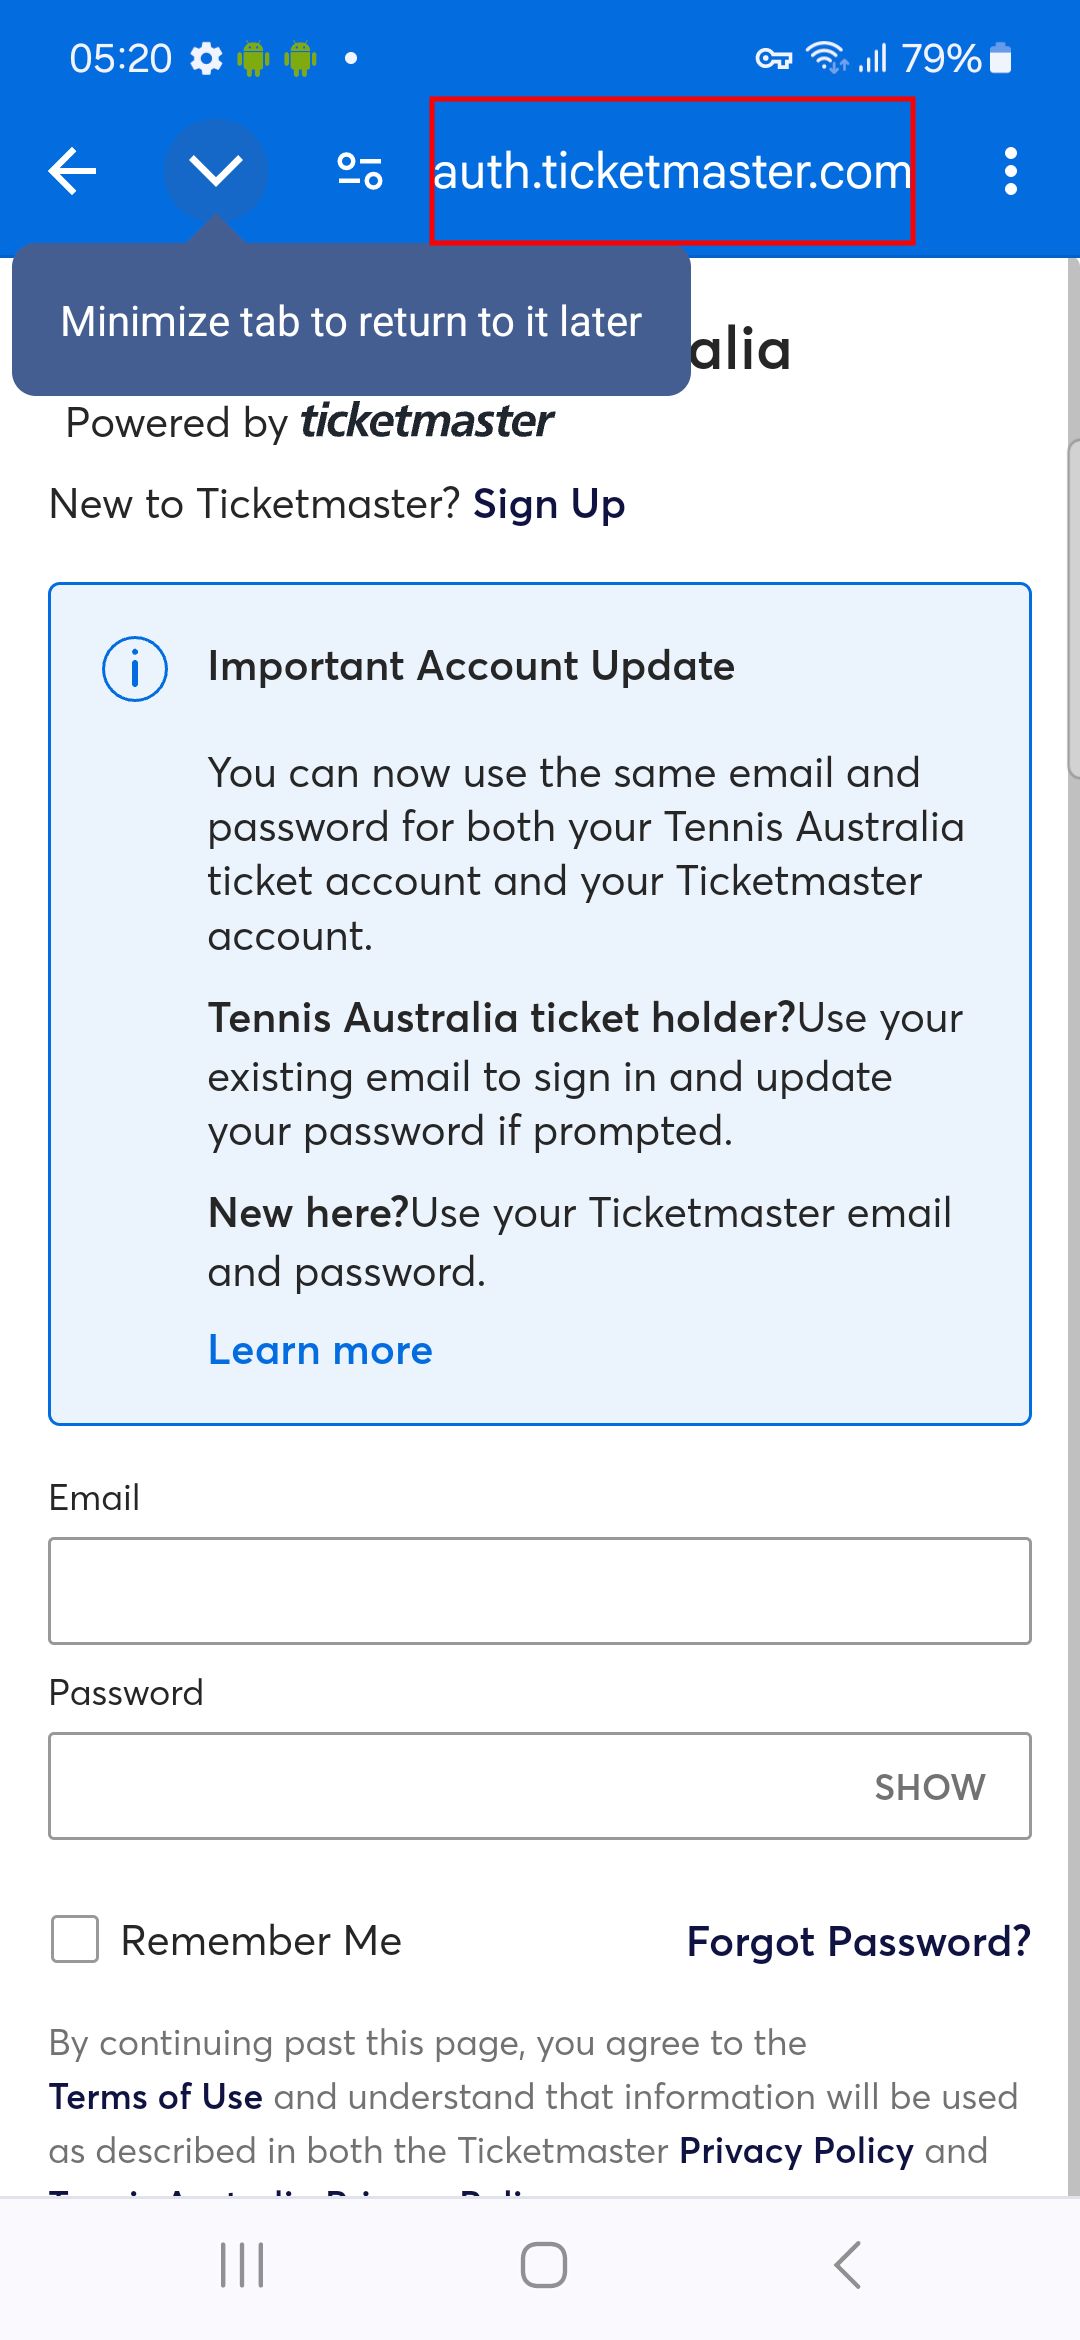 05:20
79%
auth.ticketmaster.com
Minimize tab to return to it later
alia
Powered by ticketmaster
New to Ticketmaster? Sign Up
Important Account Update
You can now use the same email and
password for both your Tennis Australia
ticket account and your Ticketmaster
account.
Tennis Australia ticket holder?Use your
existing email to sign in and update
your password if prompted.
New here?Use your Ticketmaster email
and password.
Learn more
Email
Password
SHOW
Remember Me
Forgot Password?
By continuing past this page, you agree to the
Terms of Use and understand that information will be used
as described in both the Ticketmaster Privacy Policy and